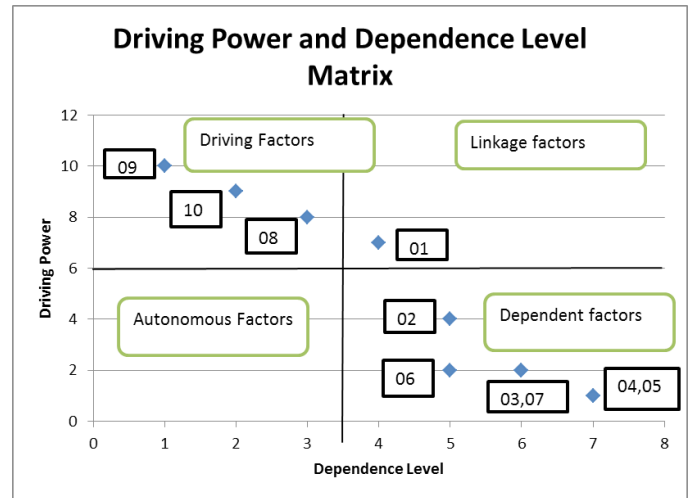 Driving Power and Dependence Level
Matrix
12
10
8
6
4
2
0
Driving Power
Driving Factors
Linkage factors
09
10
08
01
Autonomous Factors
02
Dependent factors
06
03,07
04,05
0 1 2 3 4 5 6 7 8
Dependence Level